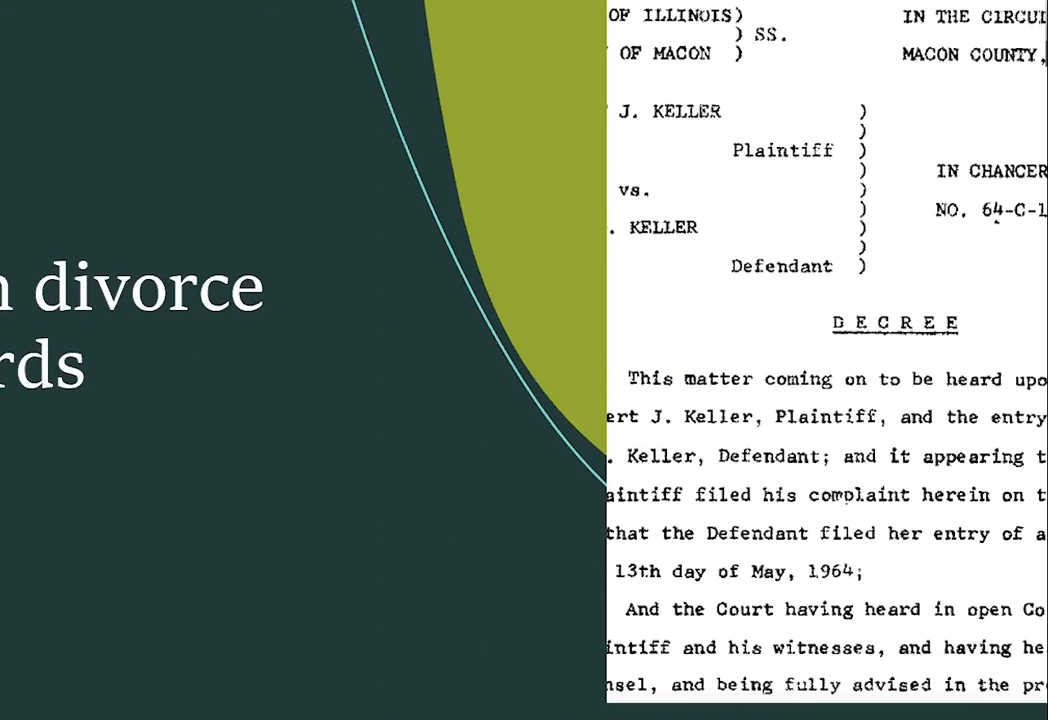 n divorce
rds
OF ILLINOIS)
) SS.
OF MACON )
IN THE CIRCUI
MACON COUNTY,
J. KELLER )
)
Plaintiff )
)
vs. )
)
. KELLER )
)
Defendant )
IN CHANCER
NO. 64-C-1
D E C R E E
This matter coming on to be heard upo
ert J. Keller, Plaintiff, and the entry
. Keller, Defendant; and it appearing t
aintiff filed his complaint herein on t
that the Defendant filed her entry of a
13th day of May, 1964;
And the Court having heard in open Co
intiff and his witnesses, and having he
nsel, and being fully advised in the pr